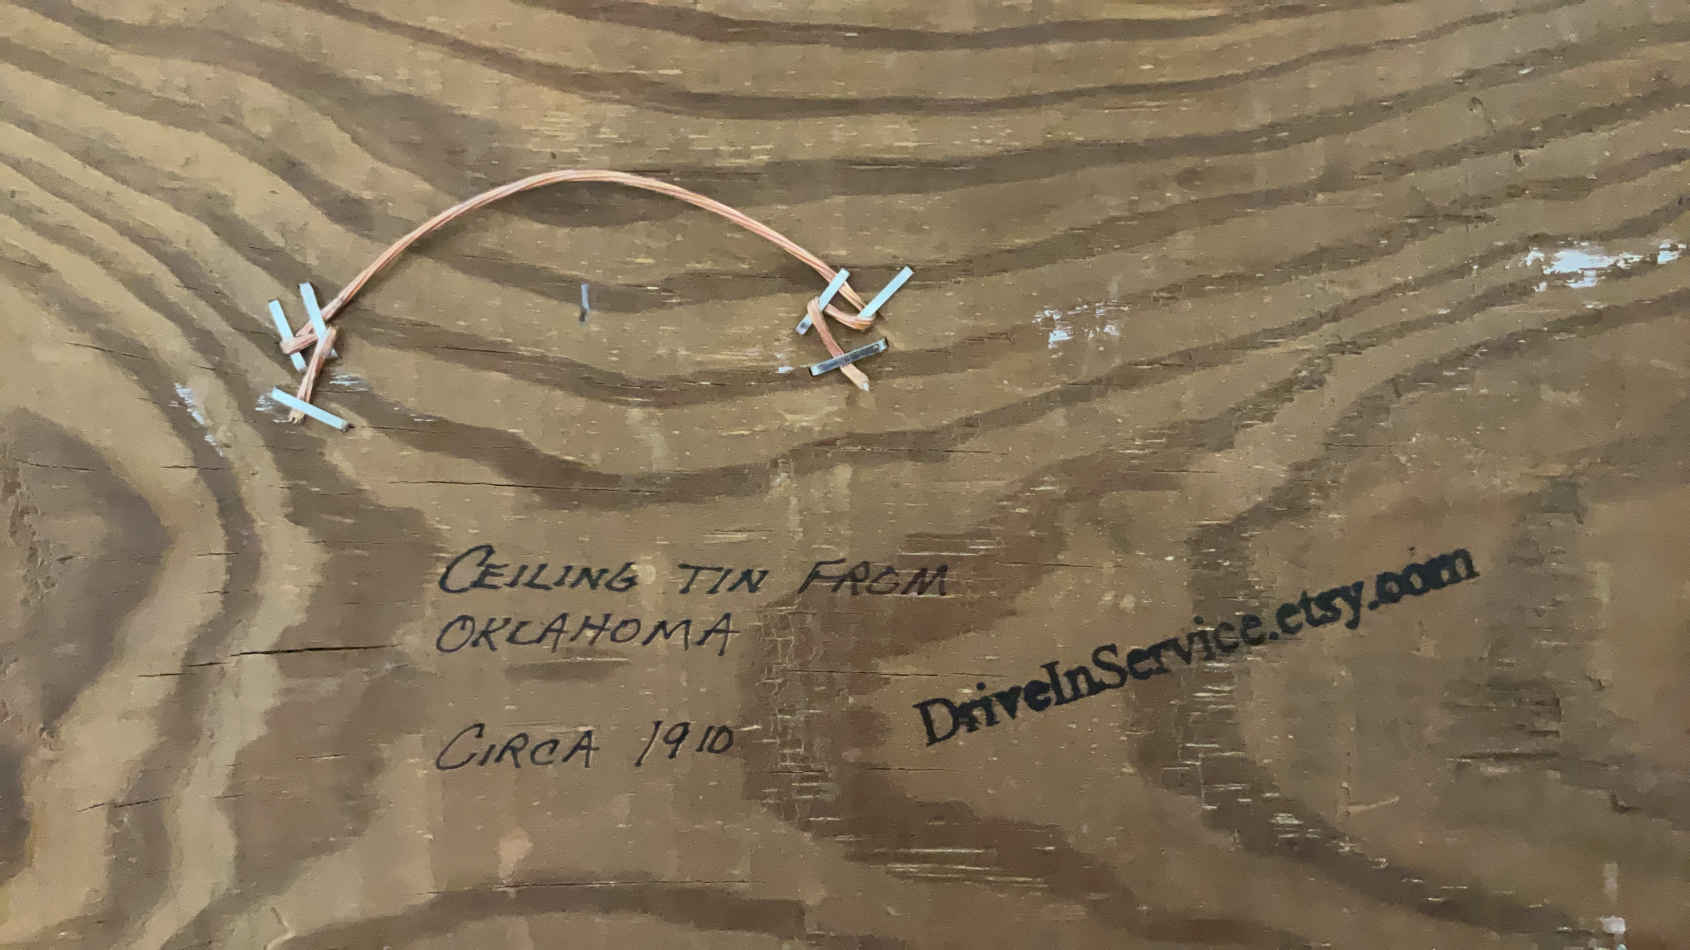 CEILING TIN FROM
OKLAHOMA
CIRCA 1910
DriveInService.etsy.com